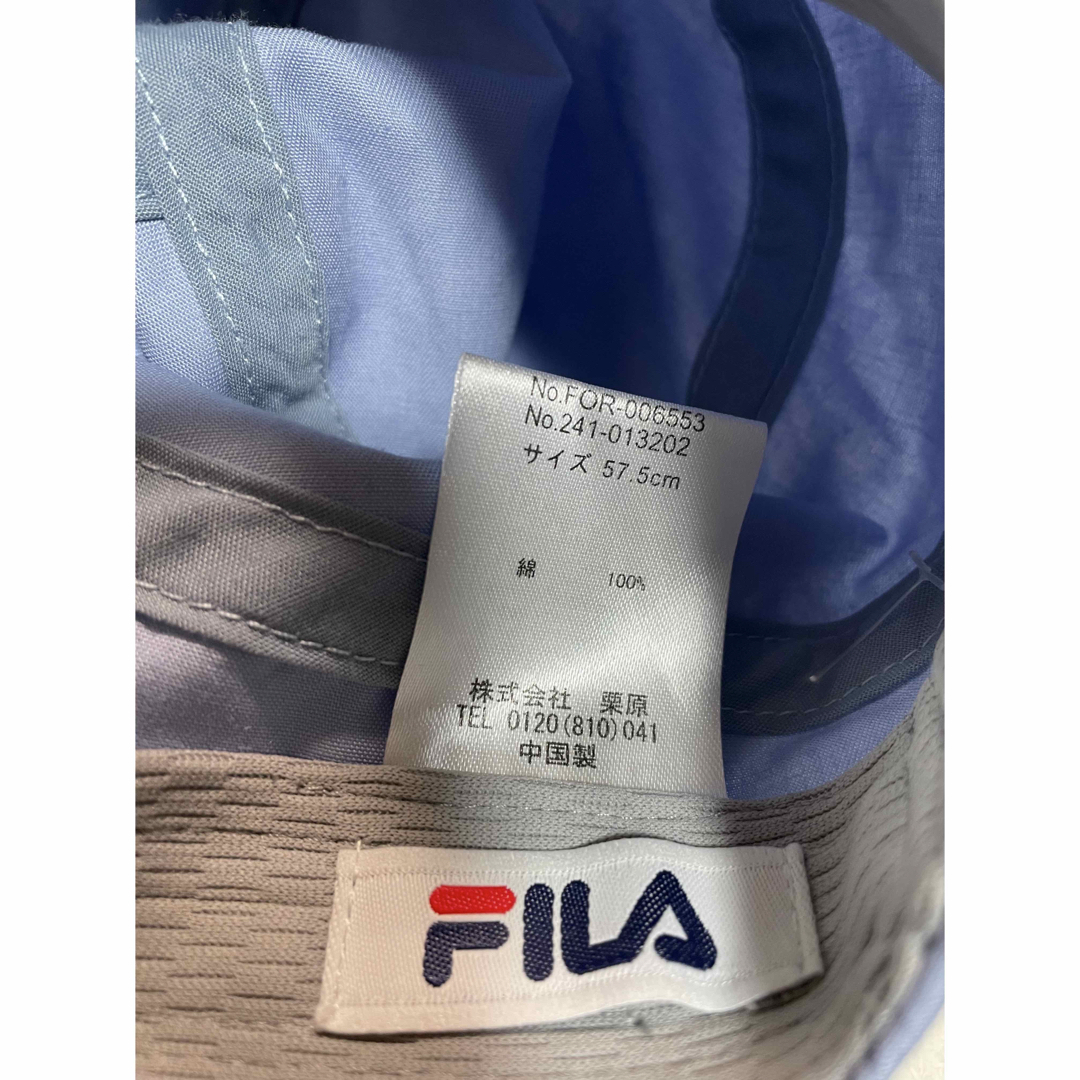 No.FOR-006553
No.241-013202
サイズ 57.5cm
綿 100%
株式会社 栗原
TEL 0120(810)041
中国製
FILA